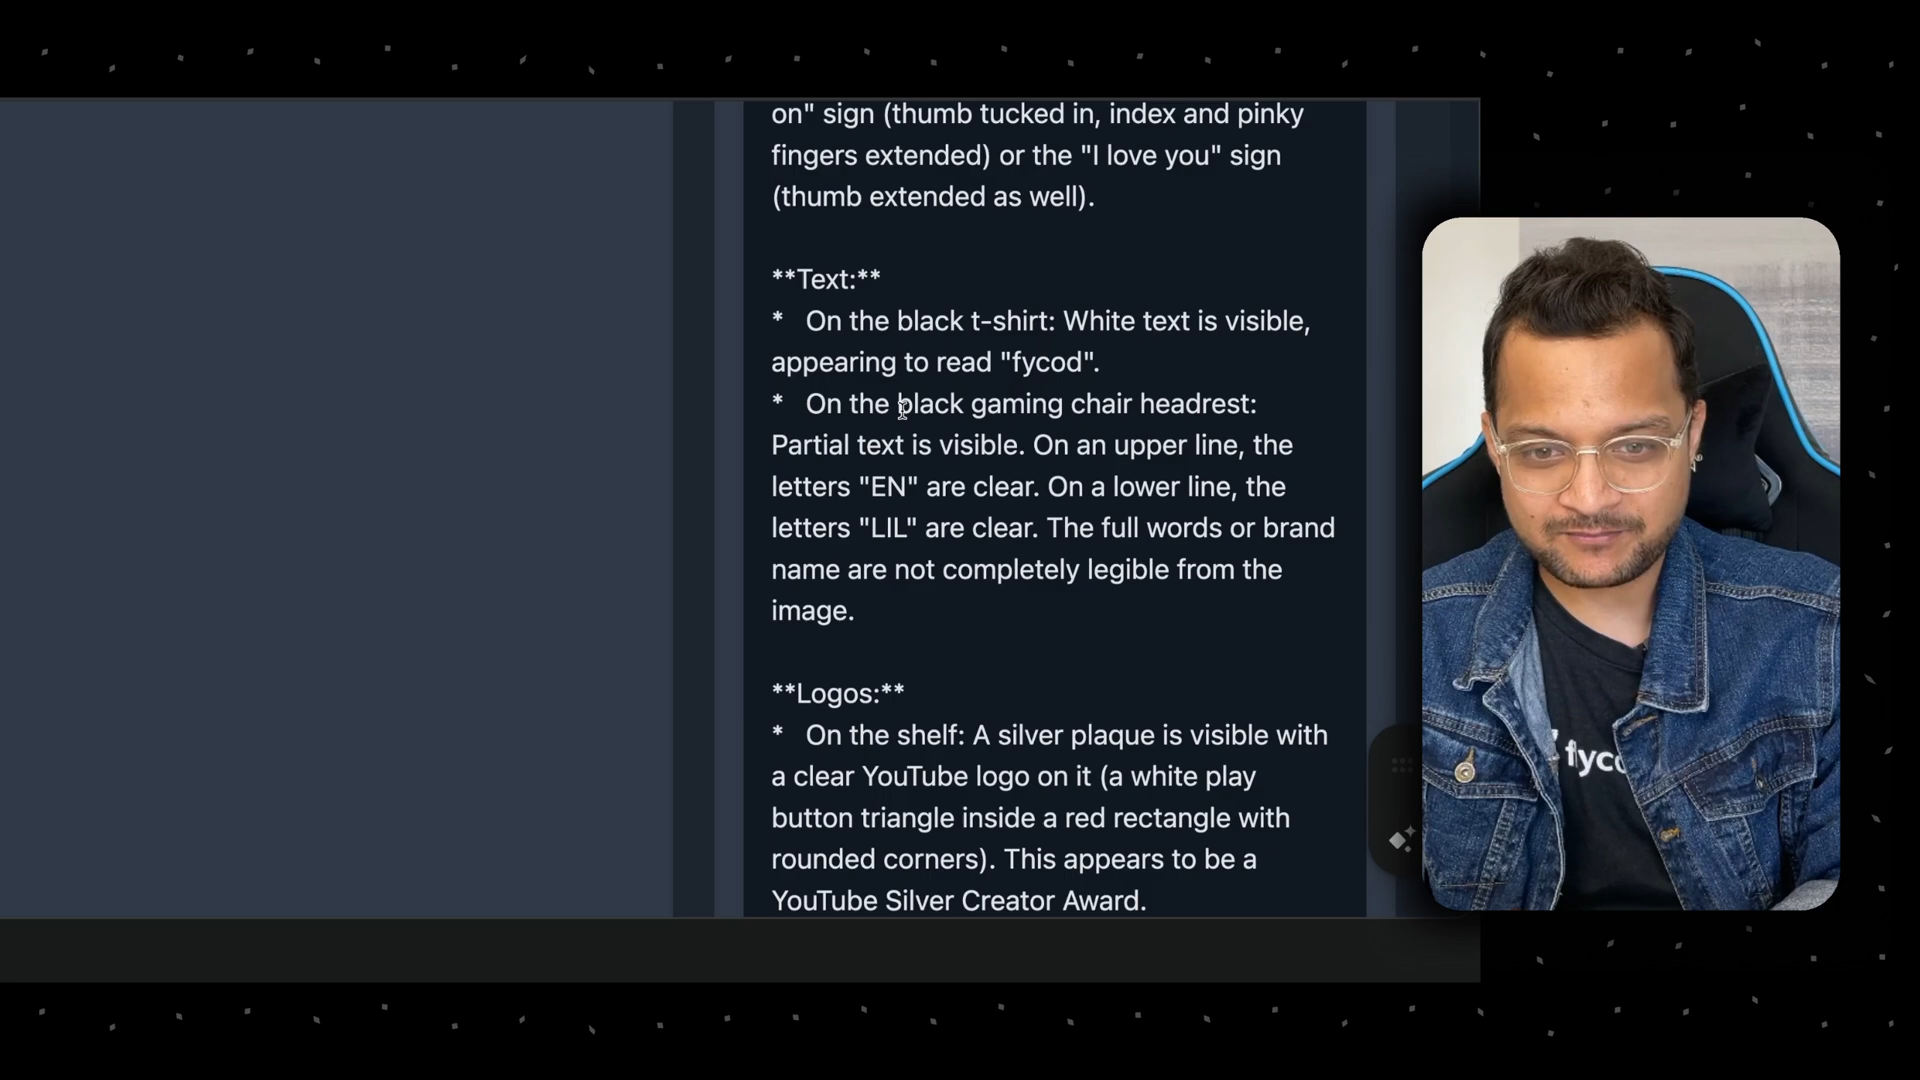 on" sign (thumb tucked in, index and pinky
fingers extended) or the "I love you" sign
(thumb extended as well).
**Text:**
* On the black t-shirt: White text is visible,
appearing to read "fycod".
* On the black gaming chair headrest:
Partial text is visible. On an upper line, the
letters "EN" are clear. On a lower line, the
letters "LIL" are clear. The full words or brand
name are not completely legible from the
image.
**Logos:**
* On the shelf: A silver plaque is visible with
a clear YouTube logo on it (a white play
button triangle inside a red rectangle with
rounded corners). This appears to be a
YouTube Silver Creator Award.